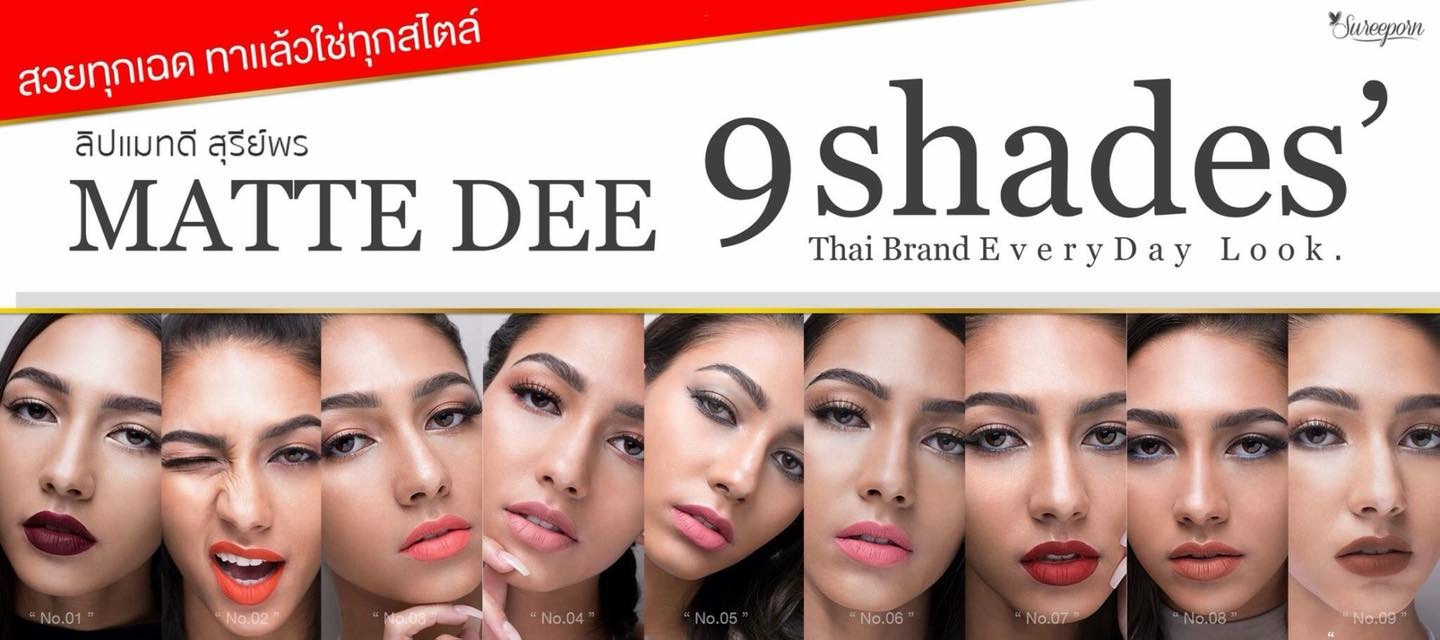 สวยทุกเฉด ทาแล้วใช่ทุกสไตล์
Sureeporn
ลิปแมทดี สุรีย์พร
MATTE DEE
9 shades’
Thai Brand EveryDay Look.
“ No.01 ”
“ No.02 ”
“ No.03 ”
“ No.04 ”
“ No.05 ”
“ No.06 ”
“ No.07 ”
“ No.08 ”
“ No.09 ”